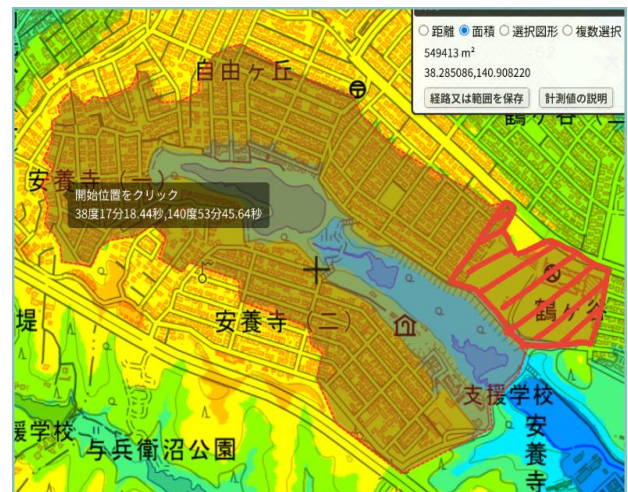 ○距離 ◉面積 ○選択図形 ○複数選択
549413 m²
38.285086,140.908220
経路又は範囲を保存 計測値の説明
自由ヶ丘
鶴ヶ谷(二
安養寺(一)
開始位置をクリック
38度17分18.44秒,140度53分45.64秒
鶴ヶ谷
安養寺(二)
堤
支援学校
援学校
与兵衛沼公園
安養寺